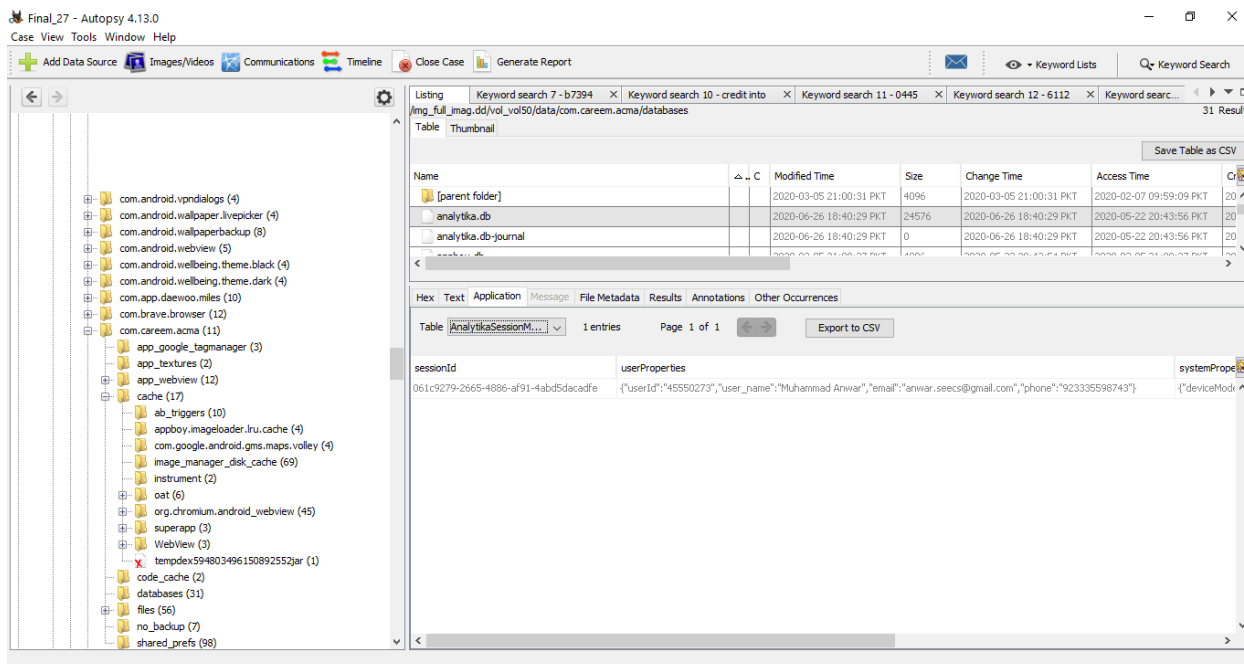 Final_27 - Autopsy 4.13.0
Case View Tools Window Help
Add Data Source Images/Videos Communications Timeline Close Case Generate Report Keyword Lists Keyword Search
Listing Keyword search 7 - b7394 Keyword search 10 - credit into Keyword search 11 - 0445 Keyword search 12 - 6112 Keyword searc...
/img_full_imag.dd/vol_vol50/data/com.careem.acma/databases 31 Resul
Table Thumbnail
Save Table as CSV
Name C Modified Time Size Change Time Access Time Cr
[parent folder] 2020-03-05 21:00:31 PKT 4096 2020-03-05 21:00:31 PKT 2020-02-07 09:59:09 PKT 20
analytika.db 2020-06-26 18:40:29 PKT 24576 2020-06-26 18:40:29 PKT 2020-05-22 20:43:56 PKT 20
analytika.db-journal 2020-06-26 18:40:29 PKT 0 2020-06-26 18:40:29 PKT 2020-05-22 20:43:56 PKT 20
Hex Text Application Message File Metadata Results Annotations Other Occurrences
Table AnalytikaSessionM... 1 entries Page 1 of 1 Export to CSV
sessionId userProperties systemPrope
061c9279-2665-4886-af91-4abd5dacadfe {"userId":"45550273","user_name":"Muhammad Anwar","email":"anwar.seecs@gmail.com","phone":"923335598743"} {"deviceMode
com.android.vpndialogs (4)
com.android.wallpaper.livepicker (4)
com.android.wallpaperbackup (8)
com.android.webview (5)
com.android.wellbeing.theme.black (4)
com.android.wellbeing.theme.dark (4)
com.app.daewoo.miles (10)
com.brave.browser (12)
com.careem.acma (11)
app_google_tagmanager (3)
app_textures (2)
app_webview (12)
cache (17)
ab_triggers (10)
appboy.imageloader.lru.cache (4)
com.google.android.gms.maps.volley (4)
image_manager_disk_cache (69)
instrument (2)
oat (6)
org.chromium.android_webview (45)
superapp (3)
WebView (3)
tempdex594803496150892552jar (1)
code_cache (2)
databases (31)
files (56)
no_backup (7)
shared_prefs (98)